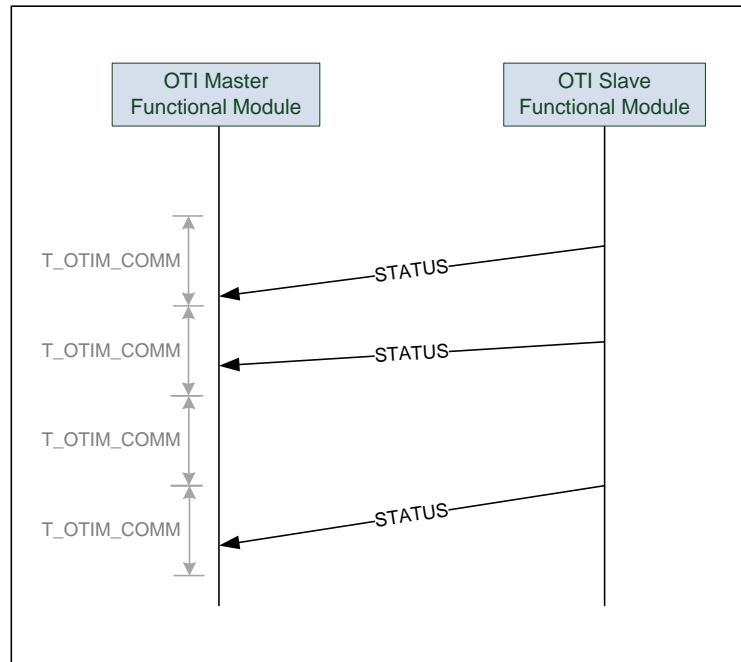 OTI Master
Functional Module
OTI Slave
Functional Module
T_OTIM_COMM
STATUS
T_OTIM_COMM
STATUS
T_OTIM_COMM
T_OTIM_COMM
STATUS